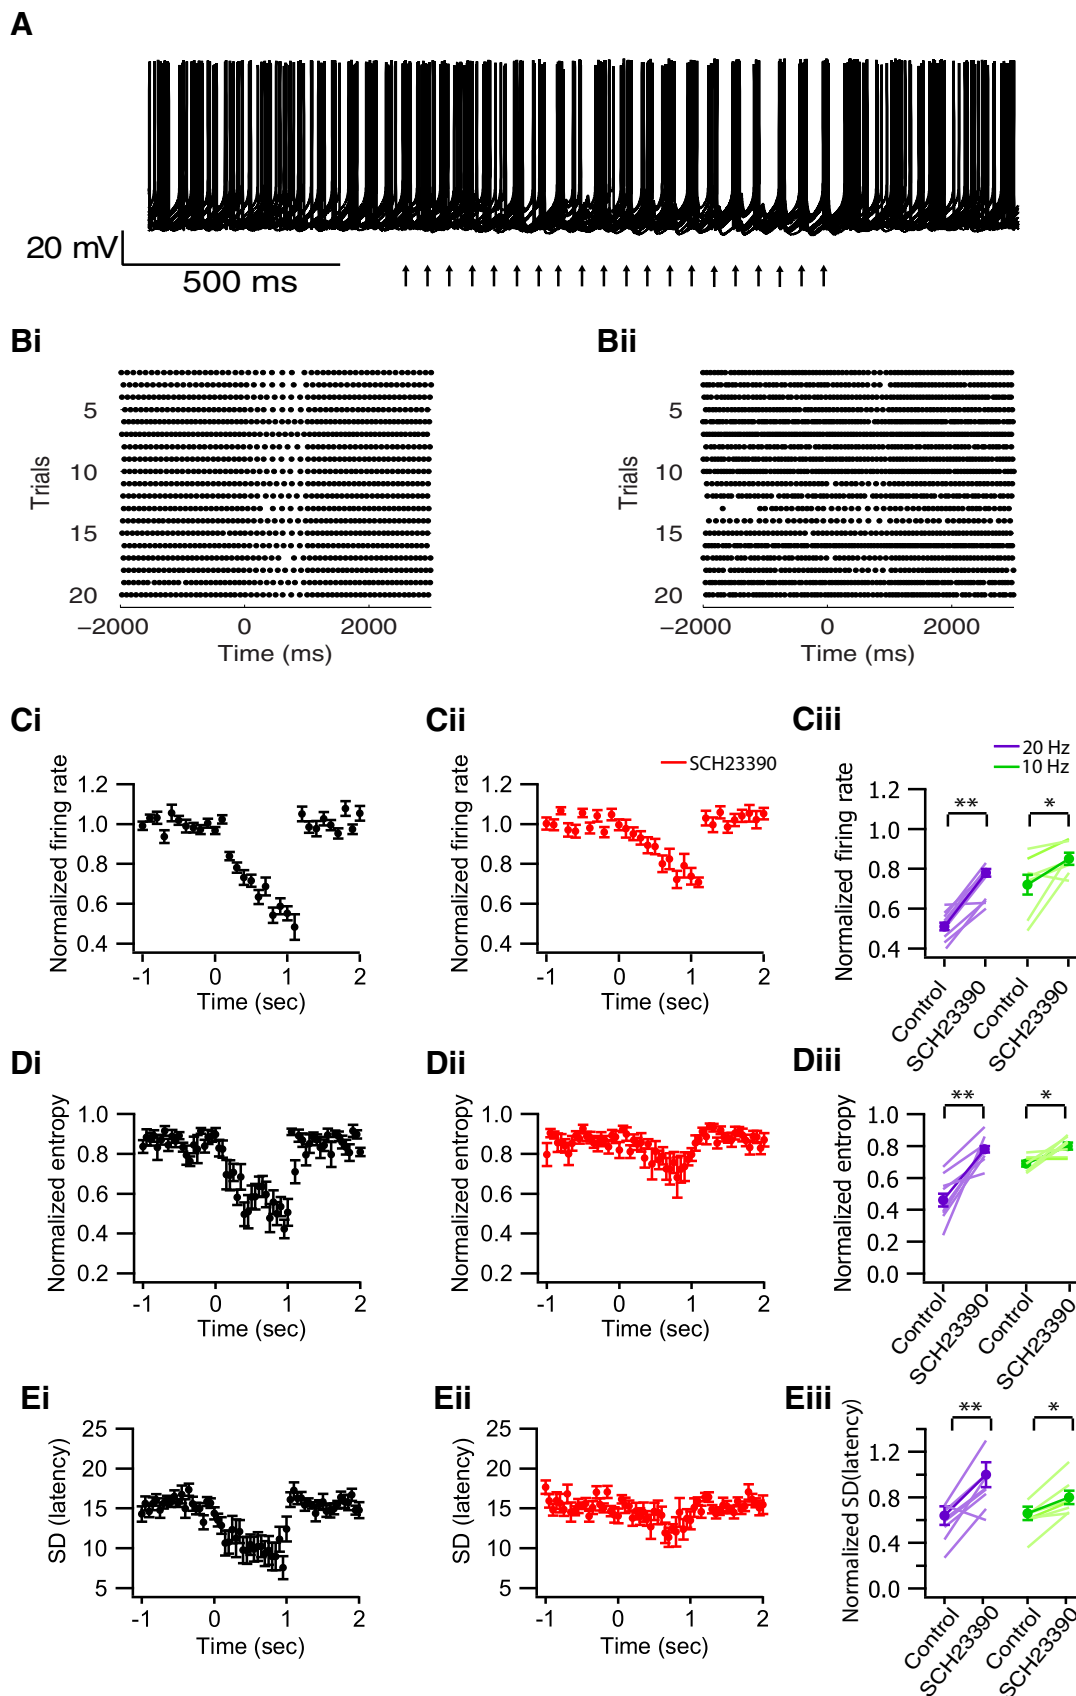 A
20 mV
500 ms
Bi
Bii
Trials
5
10
15
20
−2000 0 2000
Time (ms)
Trials
5
10
15
20
−2000 0 2000
Time (ms)
Ci
Cii
Ciii
Normalized firing rate
1.2
1.0
0.8
0.6
0.4
-1 0 1 2
Time (sec)
SCH23390
Normalized firing rate
1.2
1.0
0.8
0.6
0.4
-1 0 1 2
Time (sec)
20 Hz
10 Hz
Normalized firing rate
1.2
1.0
0.8
0.6
0.4
** *
Control SCH23390 Control SCH23390
Di
Dii
Diii
Normalized entropy
1.0
0.8
0.6
0.4
0.2
-1 0 1 2
Time (sec)
Normalized entropy
1.0
0.8
0.6
0.4
0.2
-1 0 1 2
Time (sec)
Normalized entropy
1.0
0.8
0.6
0.4
0.2
0.0
** *
Control SCH23390 Control SCH23390
Ei
Eii
Eiii
SD (latency)
25
20
15
10
5
-1 0 1 2
Time (sec)
SD (latency)
25
20
15
10
5
-1 0 1 2
Time (sec)
Normalized SD(latency)
1.2
0.8
0.4
0.0
** *
Control SCH23390 Control SCH23390